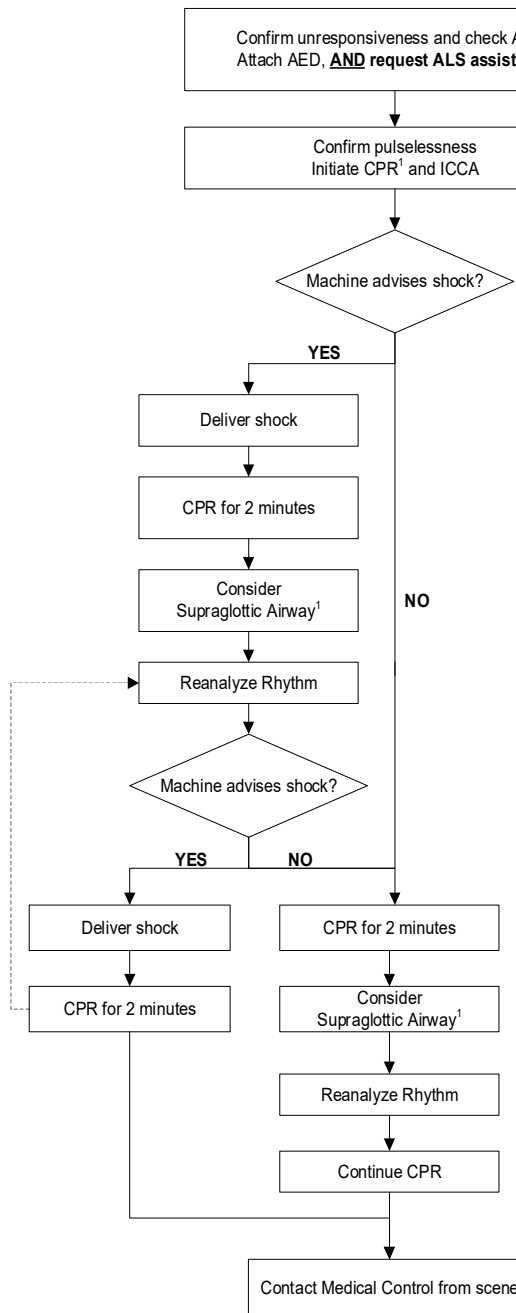 Confirm unresponsiveness and check
Attach AED, AND request ALS
Confirm pulselessness
Initiate CPR¹ and ICCA
Machine advises shock?
YES
Deliver shock
CPR for 2 minutes
Consider
Supraglottic Airway¹
NO
Reanalyze Rhythm
Machine advises shock?
YES
NO
Deliver shock
CPR for 2 minutes
CPR for 2 minutes
Consider
Supraglottic Airway¹
Reanalyze Rhythm
Continue CPR
Contact Medical Control from scene